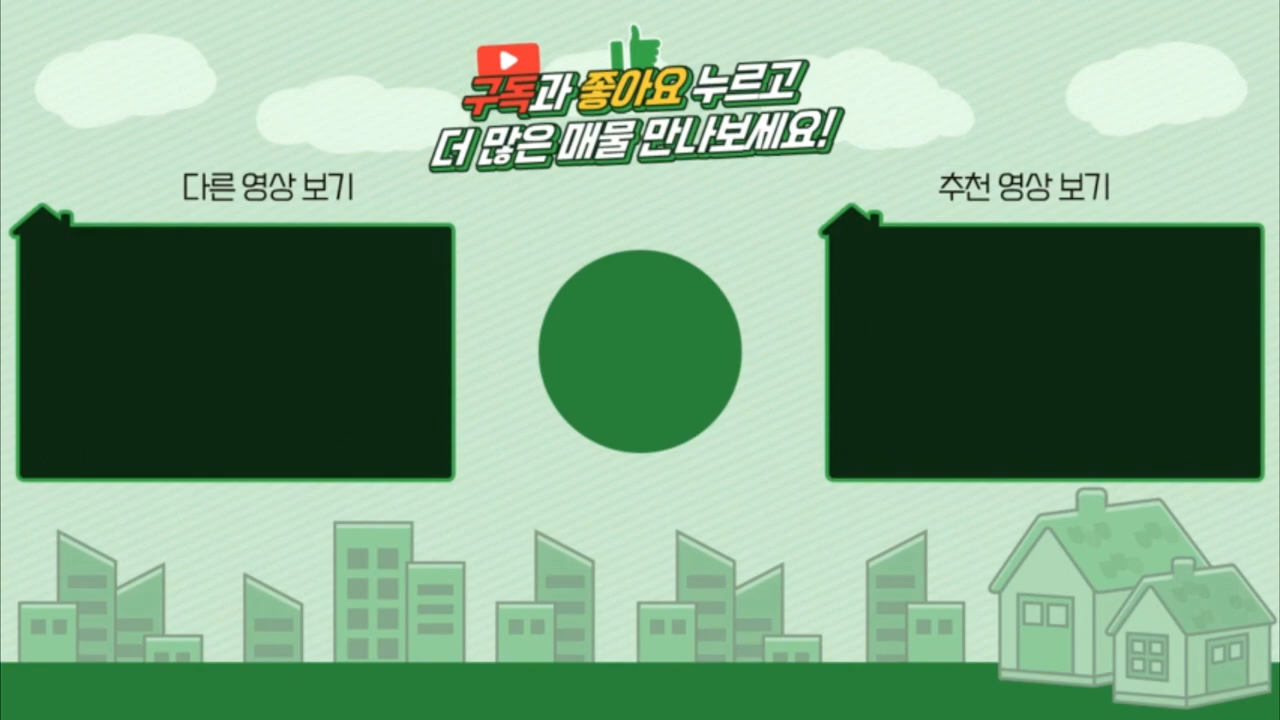 구독과 좋아요 누르고
더 많은 매물 만나보세요!
다른 영상 보기
추천 영상 보기